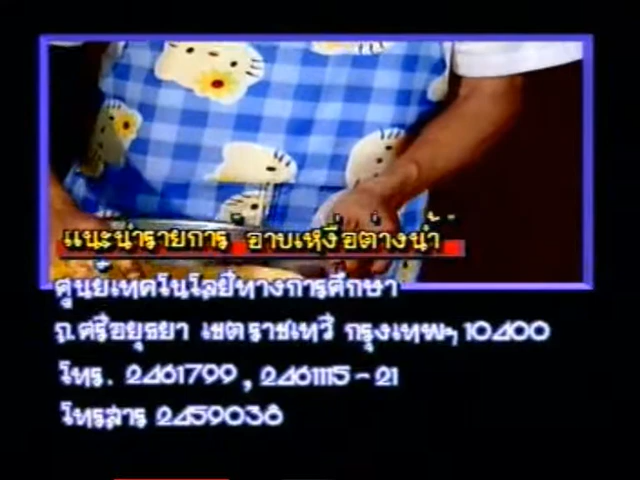 แนะนำรายการ อาบเหงื่อต่างน้ำ
ศูนย์เทคโนโลยีทางการศึกษา
ถ.ศรีอยุธยา เขตราชเทวี กรุงเทพฯ 10400
โทร. 2461799, 2461115-21
โทรสาร 2459038